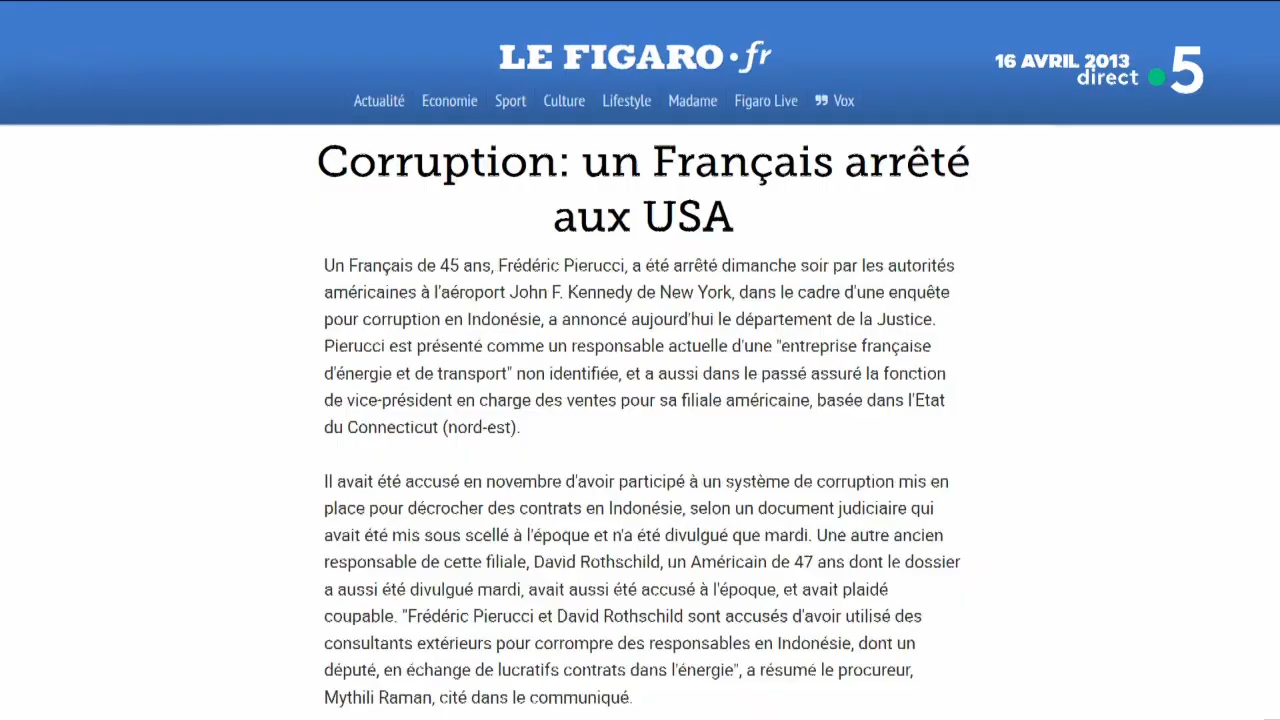 LE FIGARO·fr
16 AVRIL 2013
direct 5
Actualité Economie Sport Culture Lifestyle Madame Figaro Live Vox
Corruption: un Français arrêté
aux USA
Un Français de 45 ans, Frédéric Pierucci, a été arrêté dimanche soir par les autorités
américaines à l'aéroport John F. Kennedy de New York, dans le cadre d'une enquête
pour corruption en Indonésie, a annoncé aujourd'hui le département de la Justice.
Pierucci est présenté comme un responsable actuelle d'une "entreprise française
d'énergie et de transport" non identifiée, et a aussi dans le passé assuré la fonction
de vice-président en charge des ventes pour sa filiale américaine, basée dans l'Etat
du Connecticut (nord-est).
Il avait été accusé en novembre d'avoir participé à un système de corruption mis en
place pour décrocher des contrats en Indonésie, selon un document judiciaire qui
avait été mis sous scellé à l'époque et n'a été divulgué que mardi. Une autre ancien
responsable de cette filiale, David Rothschild, un Américain de 47 ans dont le dossier
a aussi été divulgué mardi, avait aussi été accusé à l'époque, et avait plaidé
coupable. "Frédéric Pierucci et David Rothschild sont accusés d'avoir utilisé des
consultants extérieurs pour corrompre des responsables en Indonésie, dont un
député, en échange de lucratifs contrats dans l'énergie", a résumé le procureur,
Mythili Raman, cité dans le communiqué.